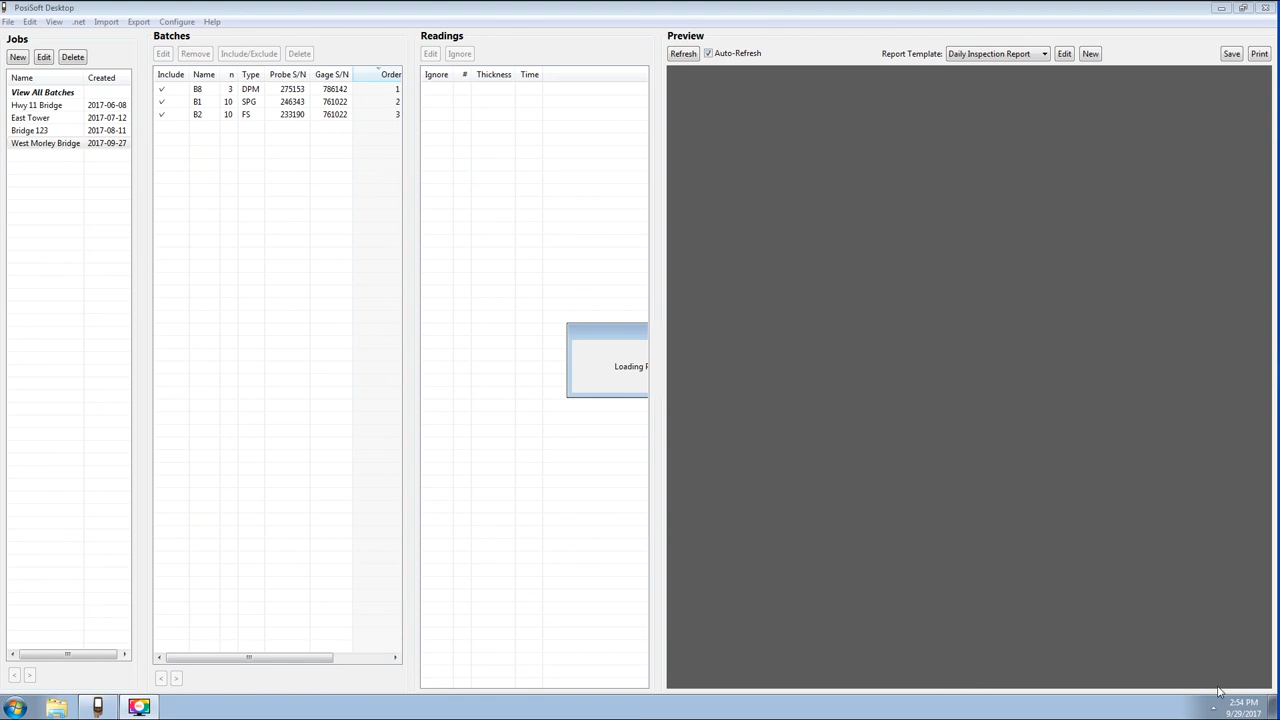 PosiSoft Desktop
File Edit View .net Import Export Configure Help
Jobs
New Edit Delete
Name Created
View All Batches
Hwy 11 Bridge 2017-06-08
East Tower 2017-07-12
Bridge 123 2017-08-11
West Morley Bridge 2017-09-27
< >
Batches
Edit Remove Include/Exclude Delete
Include Name n Type Probe S/N Gage S/N Order
✓ B8 3 DPM 275153 786142 1
✓ B1 10 SPG 246343 761022 2
✓ B2 10 FS 233190 761022 3
< >
Readings
Edit Ignore
Ignore # Thickness Time
Loading
Preview
Refresh Auto-Refresh Report Template: Daily Inspection Report Edit New Save Print
2:54 PM
9/29/2017